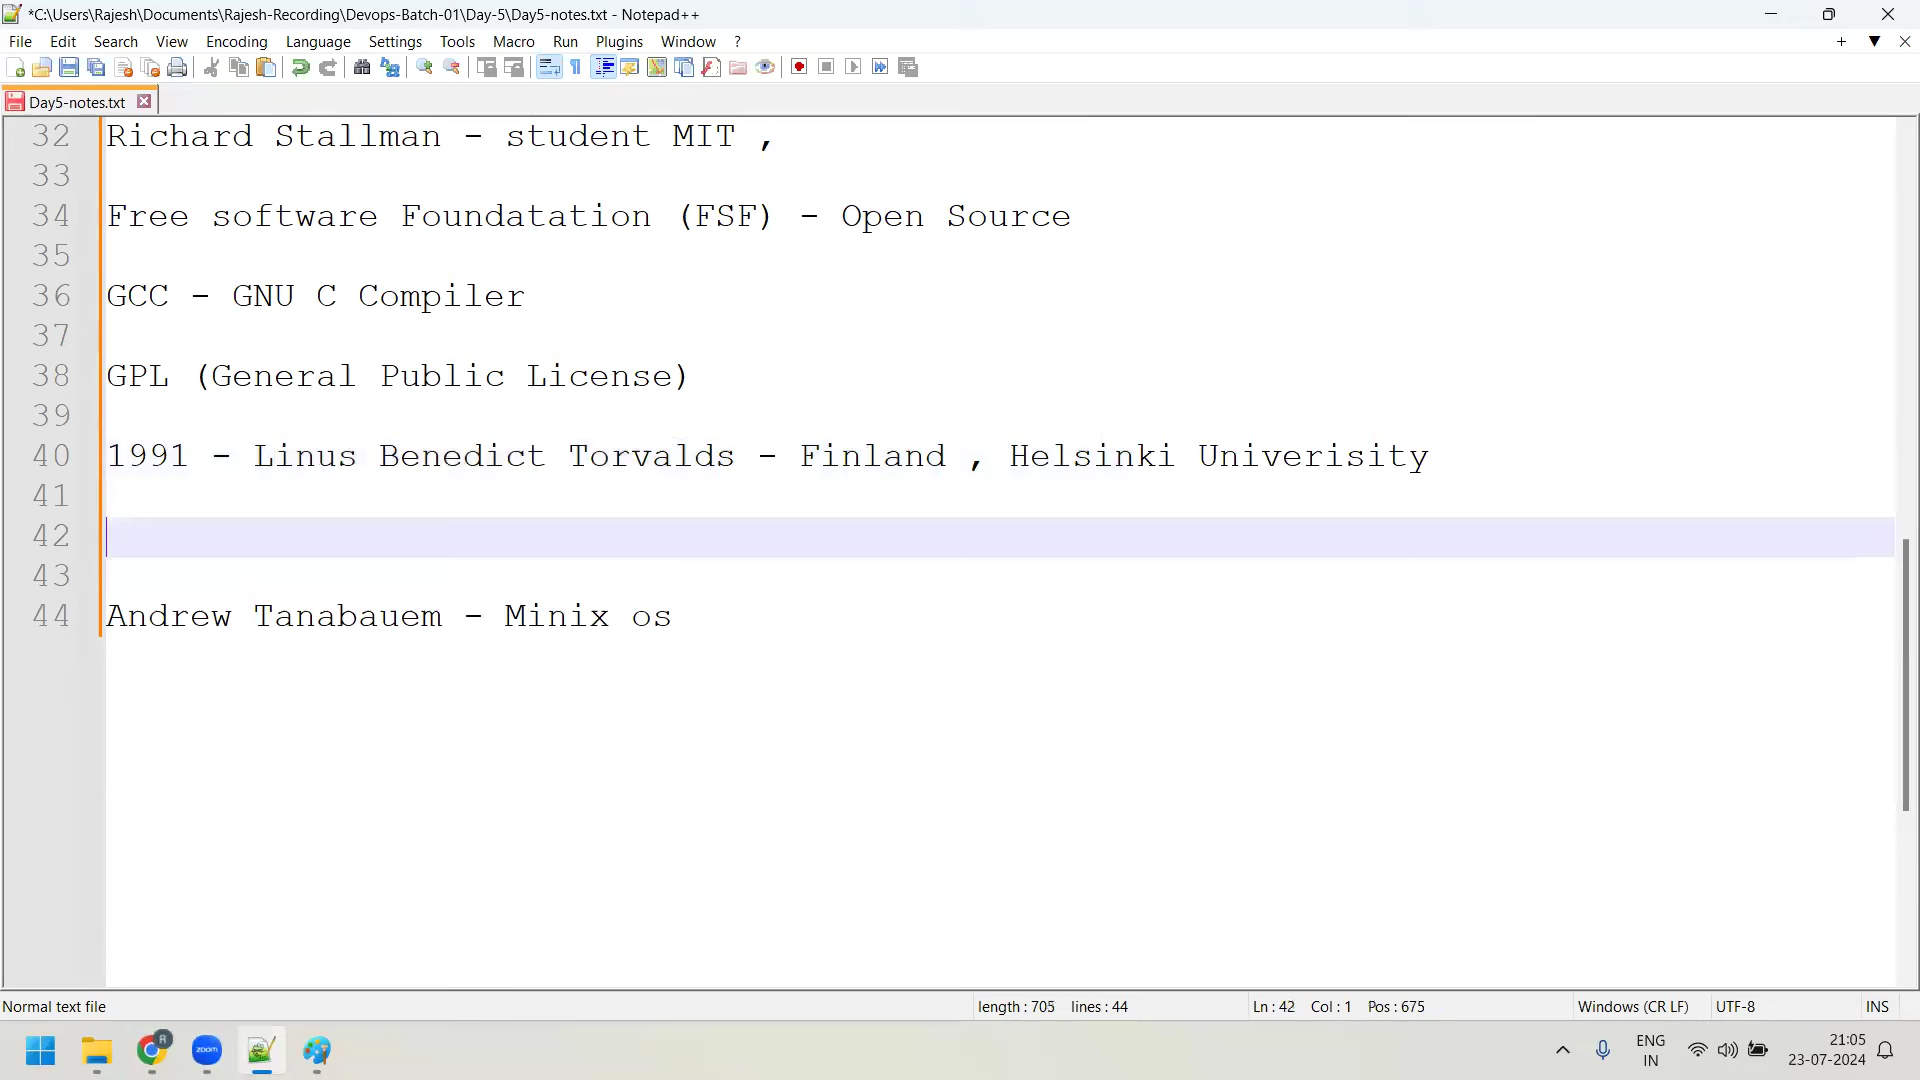 *C:\Users\Rajesh\Documents\Rajesh-Recording\Devops-Batch-01\Day-5\Day5-notes.txt - Notepad++
File Edit Search View Encoding Language Settings Tools Macro Run Plugins Window ?
Day5-notes.txt
32 Richard Stallman - student MIT ,
33
34 Free software Foundatation (FSF) - Open Source
35
36 GCC - GNU C Compiler
37
38 GPL (General Public License)
39
40 1991 - Linus Benedict Torvalds - Finland , Helsinki Univerisity
41
42
43
44 Andrew Tanabauem - Minix os
Normal text file length : 705 lines : 44 Ln : 42 Col : 1 Pos : 675 Windows (CR LF) UTF-8 INS
R
zoom
ENG
IN
21:05
23-07-2024